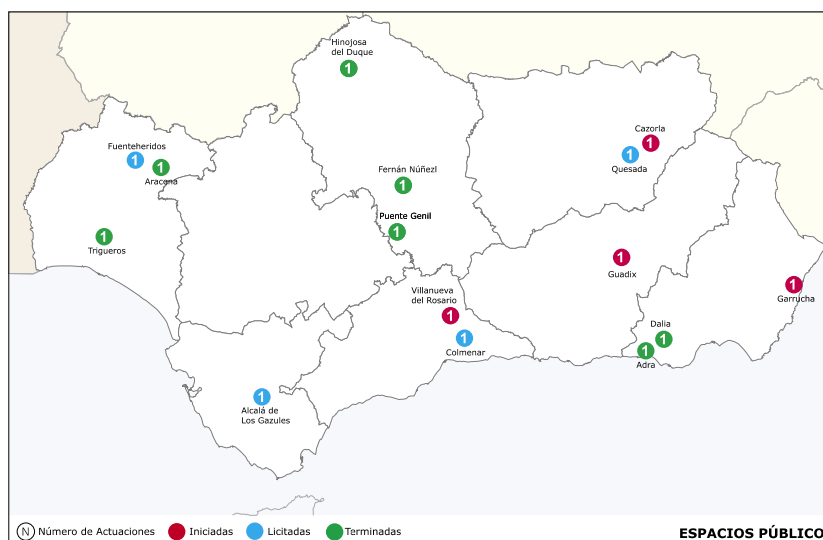 Hinojosa
del Duque
1
Cazorla
1
Fuenteheridos
1
1
Aracena
1
Quesada
Fernán Núñezl
1
Puente Genil
1
1
Trigueros
1
Guadix
Villanueva
del Rosario
1
1
Garrucha
Dalia
1
1
Colmenar
1
Adra
1
Alcalá de
Los Gazules
N Número de Actuaciones Iniciadas Licitadas Terminadas
ESPACIOS PÚBLICO